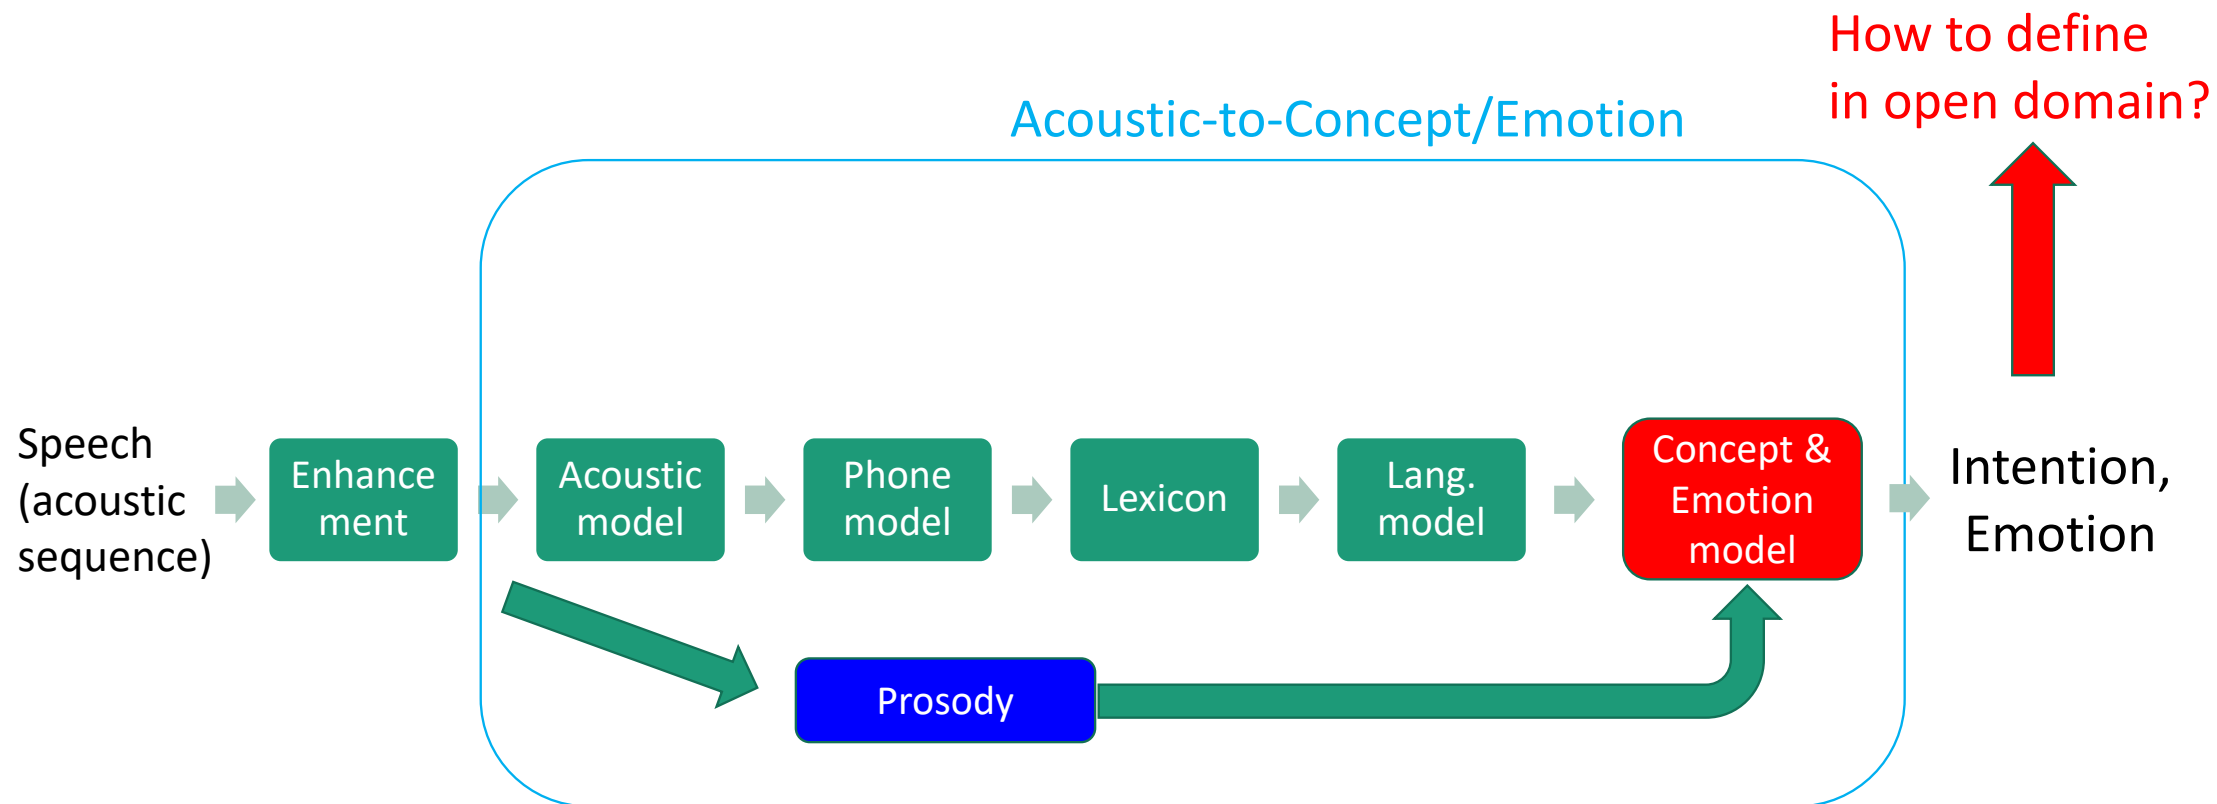 How to define
in open domain?
Acoustic-to-Concept/Emotion
Speech
(acoustic
sequence)
Enhance
ment
Acoustic
model
Phone
model
Lexicon
Lang.
model
Concept &
Emotion
model
Intention,
Emotion
Prosody